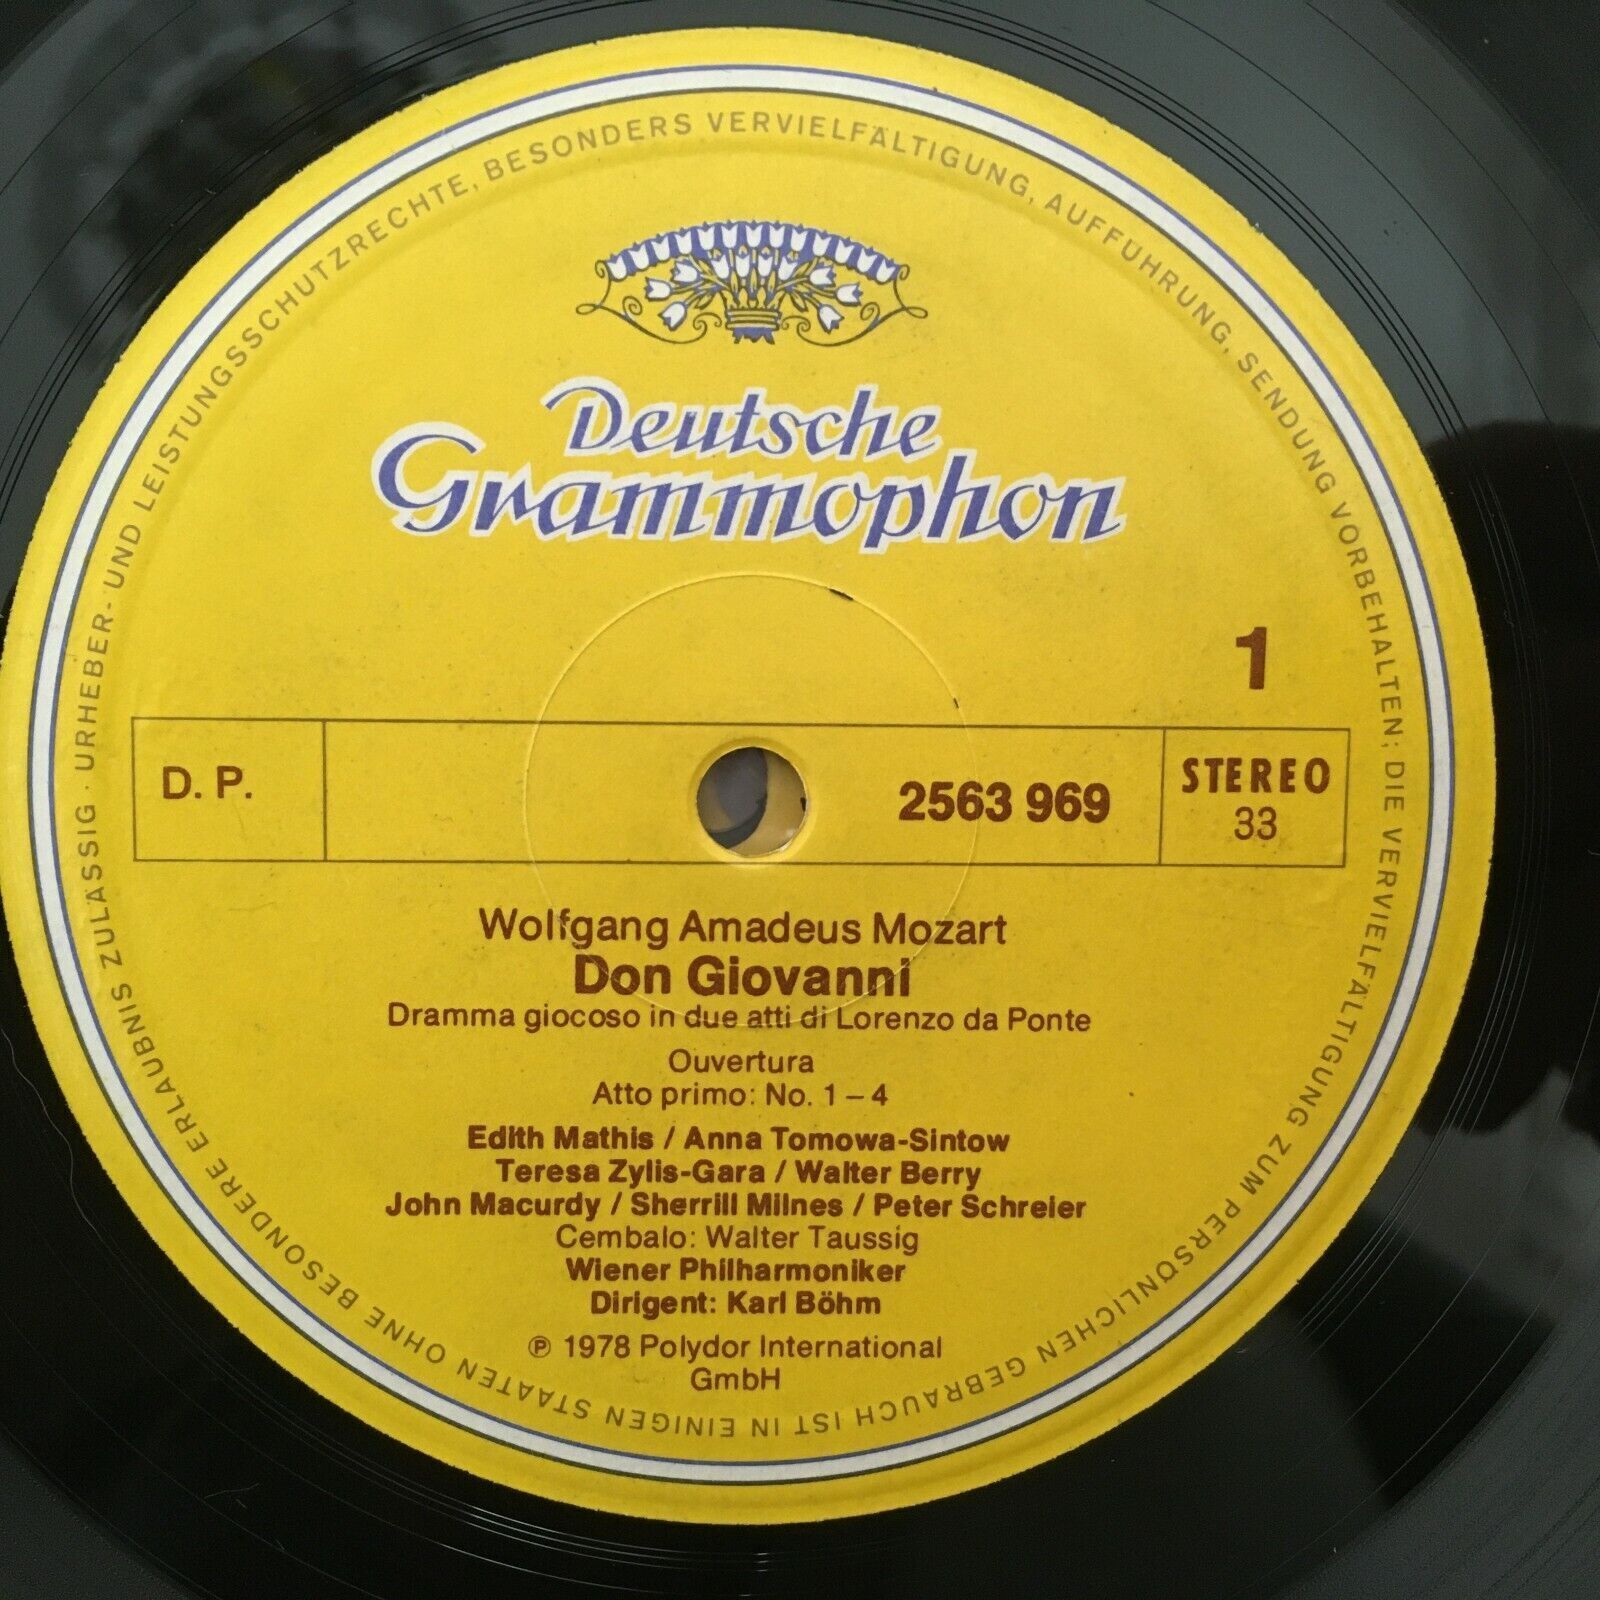 URHEBER- UND LEISTUNGSSCHUTZRECHTE, BESONDERS VERVIELFÄLTIGUNG, AUFFÜHRUNG, SENDUNG VORBEHALTEN; DIE VERVIELFÄLTIGUNG ZUM PERSÖNLICHEN GEBRAUCH IST IN EINIGEN STAATEN OHNE BESONDERE ERLAUBNIS ZULÄSSIG ·
Deutsche
Grammophon
1
D. P.
2563 969
STEREO
33
Wolfgang Amadeus Mozart
Don Giovanni
Dramma giocoso in due atti di Lorenzo da Ponte
Ouvertura
Atto primo: No. 1 – 4
Edith Mathis / Anna Tomowa-Sintow
Teresa Zylis-Gara / Walter Berry
John Macurdy / Sherrill Milnes / Peter Schreier
Cembalo: Walter Taussig
Wiener Philharmoniker
Dirigent: Karl Böhm
℗ 1978 Polydor International
GmbH